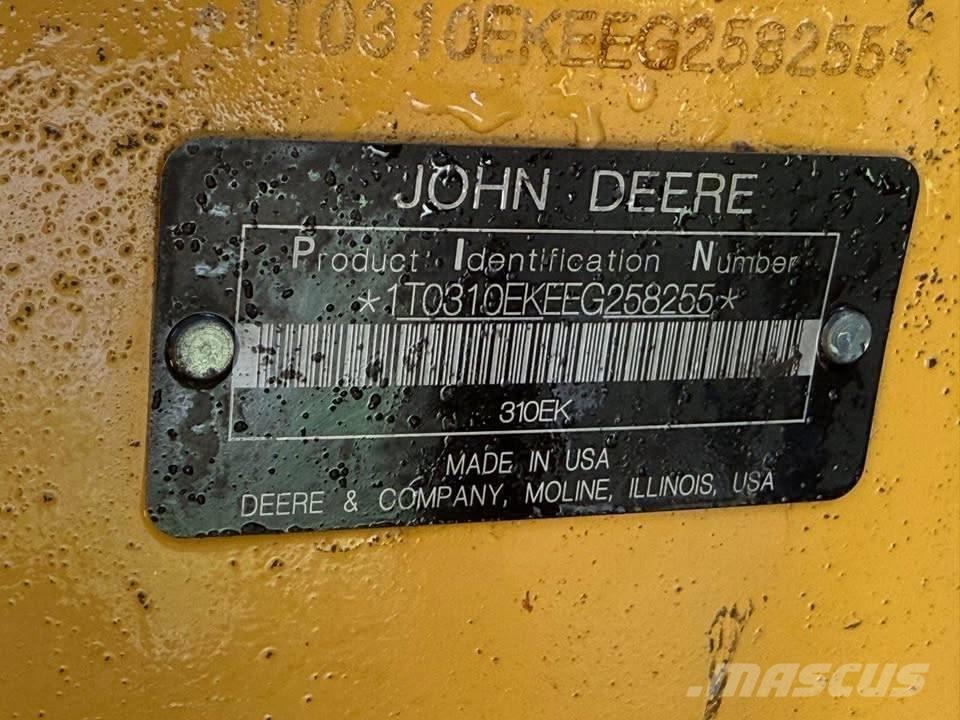 *1T0310EKEEG258255*
JOHN DEERE
Product Identification Number
*1T0310EKEEG258255*
310EK
MADE IN USA
DEERE & COMPANY, MOLINE, ILLINOIS, USA
MASCUS